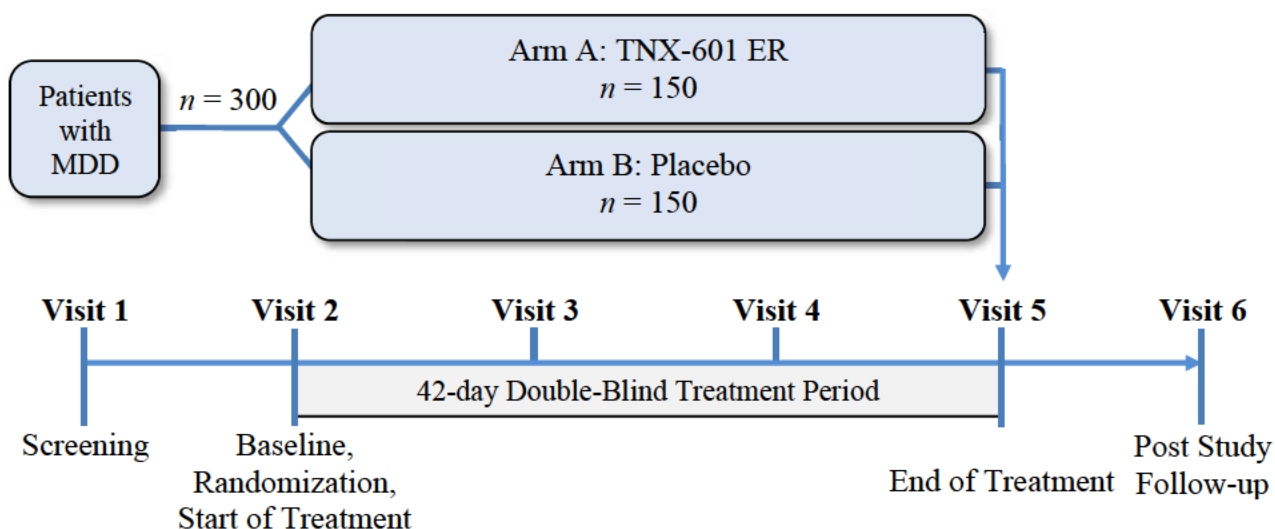 Patients
with
MDD
n = 300
Arm A: TNX-601 ER
n = 150
Arm B: Placebo
n = 150
Visit 1
Visit 2
Visit 3
Visit 4
Visit 5
Visit 6
42-day Double-Blind Treatment Period
Screening
Baseline,
Randomization,
Start of Treatment
End of Treatment
Post Study
Follow-up